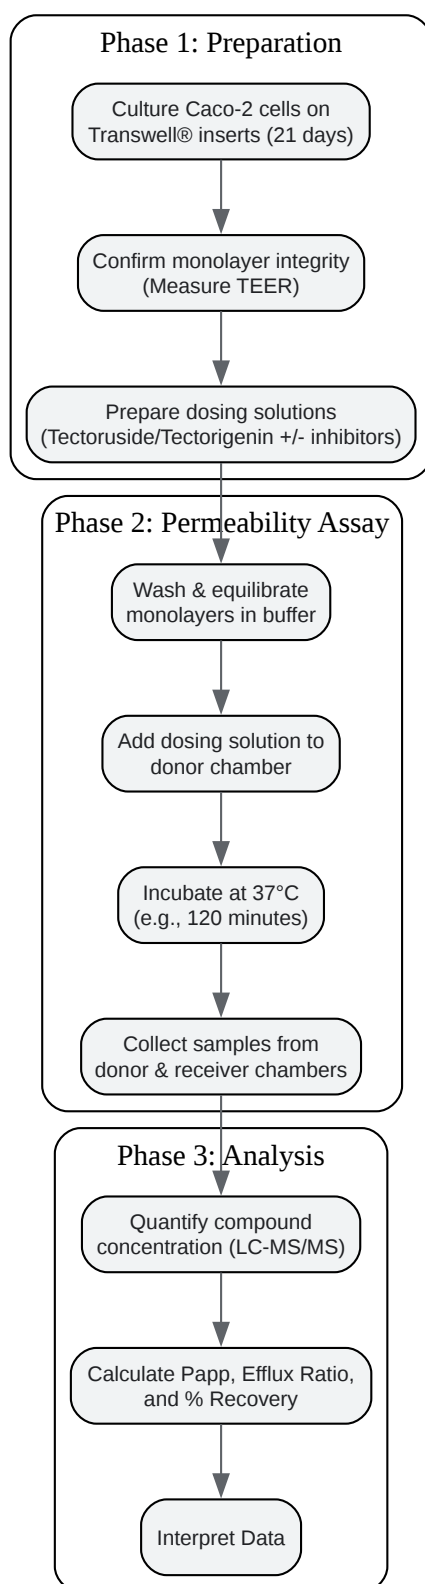 Phase 1: Preparation
Culture Caco-2 cells on
Transwell® inserts (21 days)
Confirm monolayer integrity
(Measure TEER)
Prepare dosing solutions
(Tectoruside/Tectorigenin +/- inhibitors)
Phase 2: Permeability Assay
Wash & equilibrate
monolayers in buffer
Add dosing solution to
donor chamber
Incubate at 37°C
(e.g., 120 minutes)
Collect samples from
donor & receiver chambers
Phase 3: Analysis
Quantify compound
concentration (LC-MS/MS)
Calculate Papp, Efflux Ratio,
and % Recovery
Interpret Data